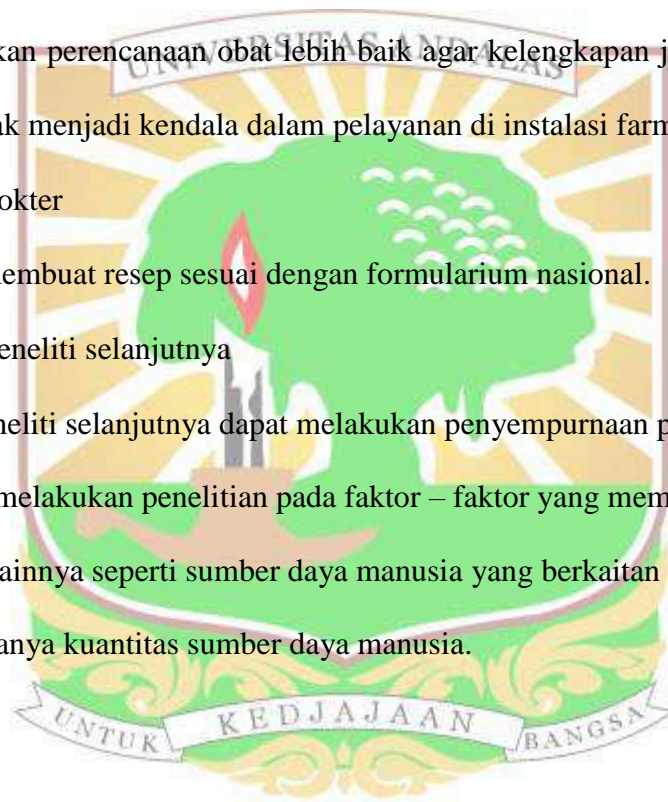 UNIVERSITAS ANDALAS
kan perencanaan obat lebih baik agar kelengkapan j
ak menjadi kendala dalam pelayanan di instalasi farm
okter
membuat resep sesuai dengan formularium nasional.
eneliti selanjutnya
neliti selanjutnya dapat melakukan penyempurnaan p
melakukan penelitian pada faktor – faktor yang mem
ainnya seperti sumber daya manusia yang berkaitan
anya kuantitas sumber daya manusia.
UNTUK KEDJAJAAN BANGSA